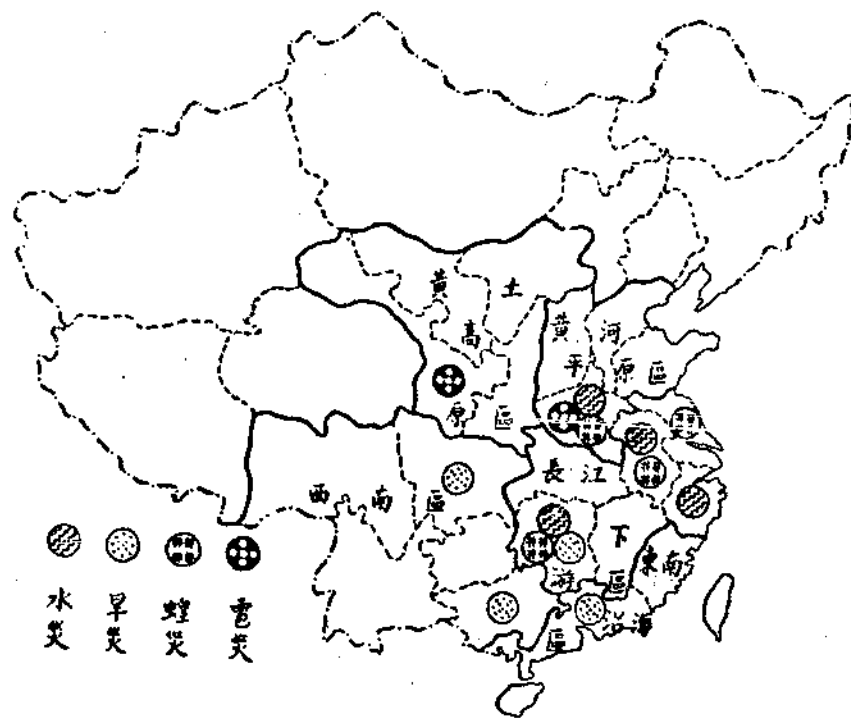 黃土高原區
黃河平原區
長江下游區
西南區
東南沿海區
水災
旱災
蝗災
雹災